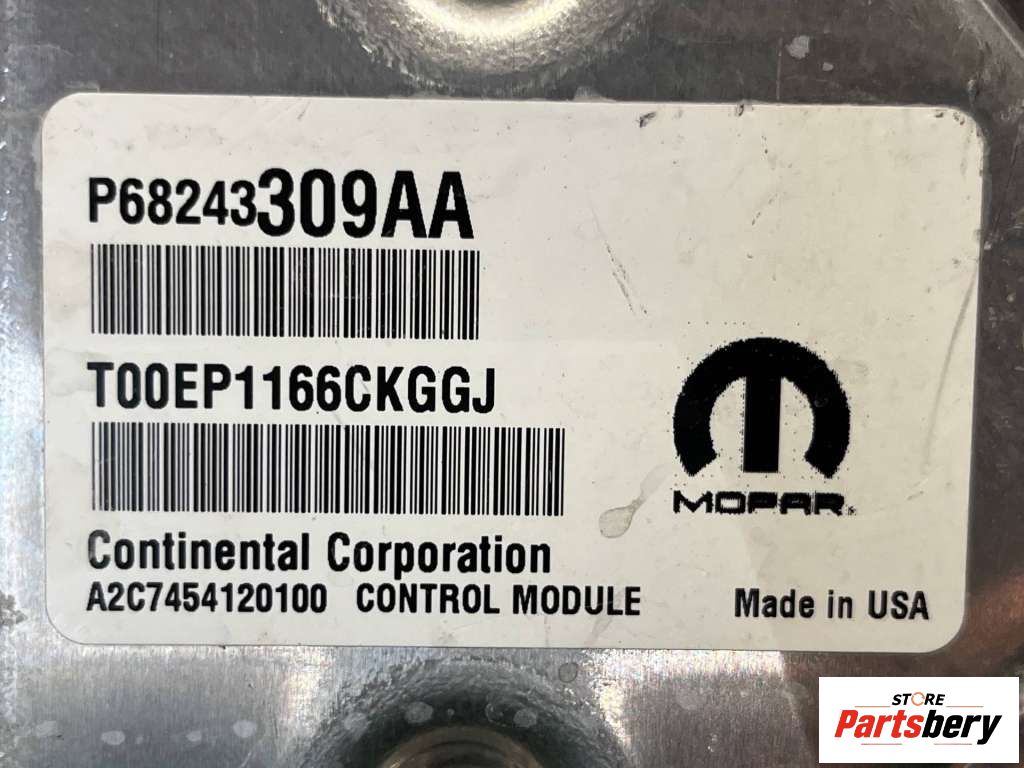 P68243309AA
T00EP1166CKGGJ
MOPAR
Continental Corporation
A2C7454120100 CONTROL MODULE Made in USA
STORE
Partsbery